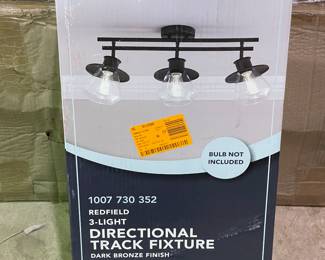 BULB NOT
INCLUDED
1007 730 352
REDFIELD
3-LIGHT
DIRECTIONAL
TRACK FIXTURE
DARK BRONZE FINISH